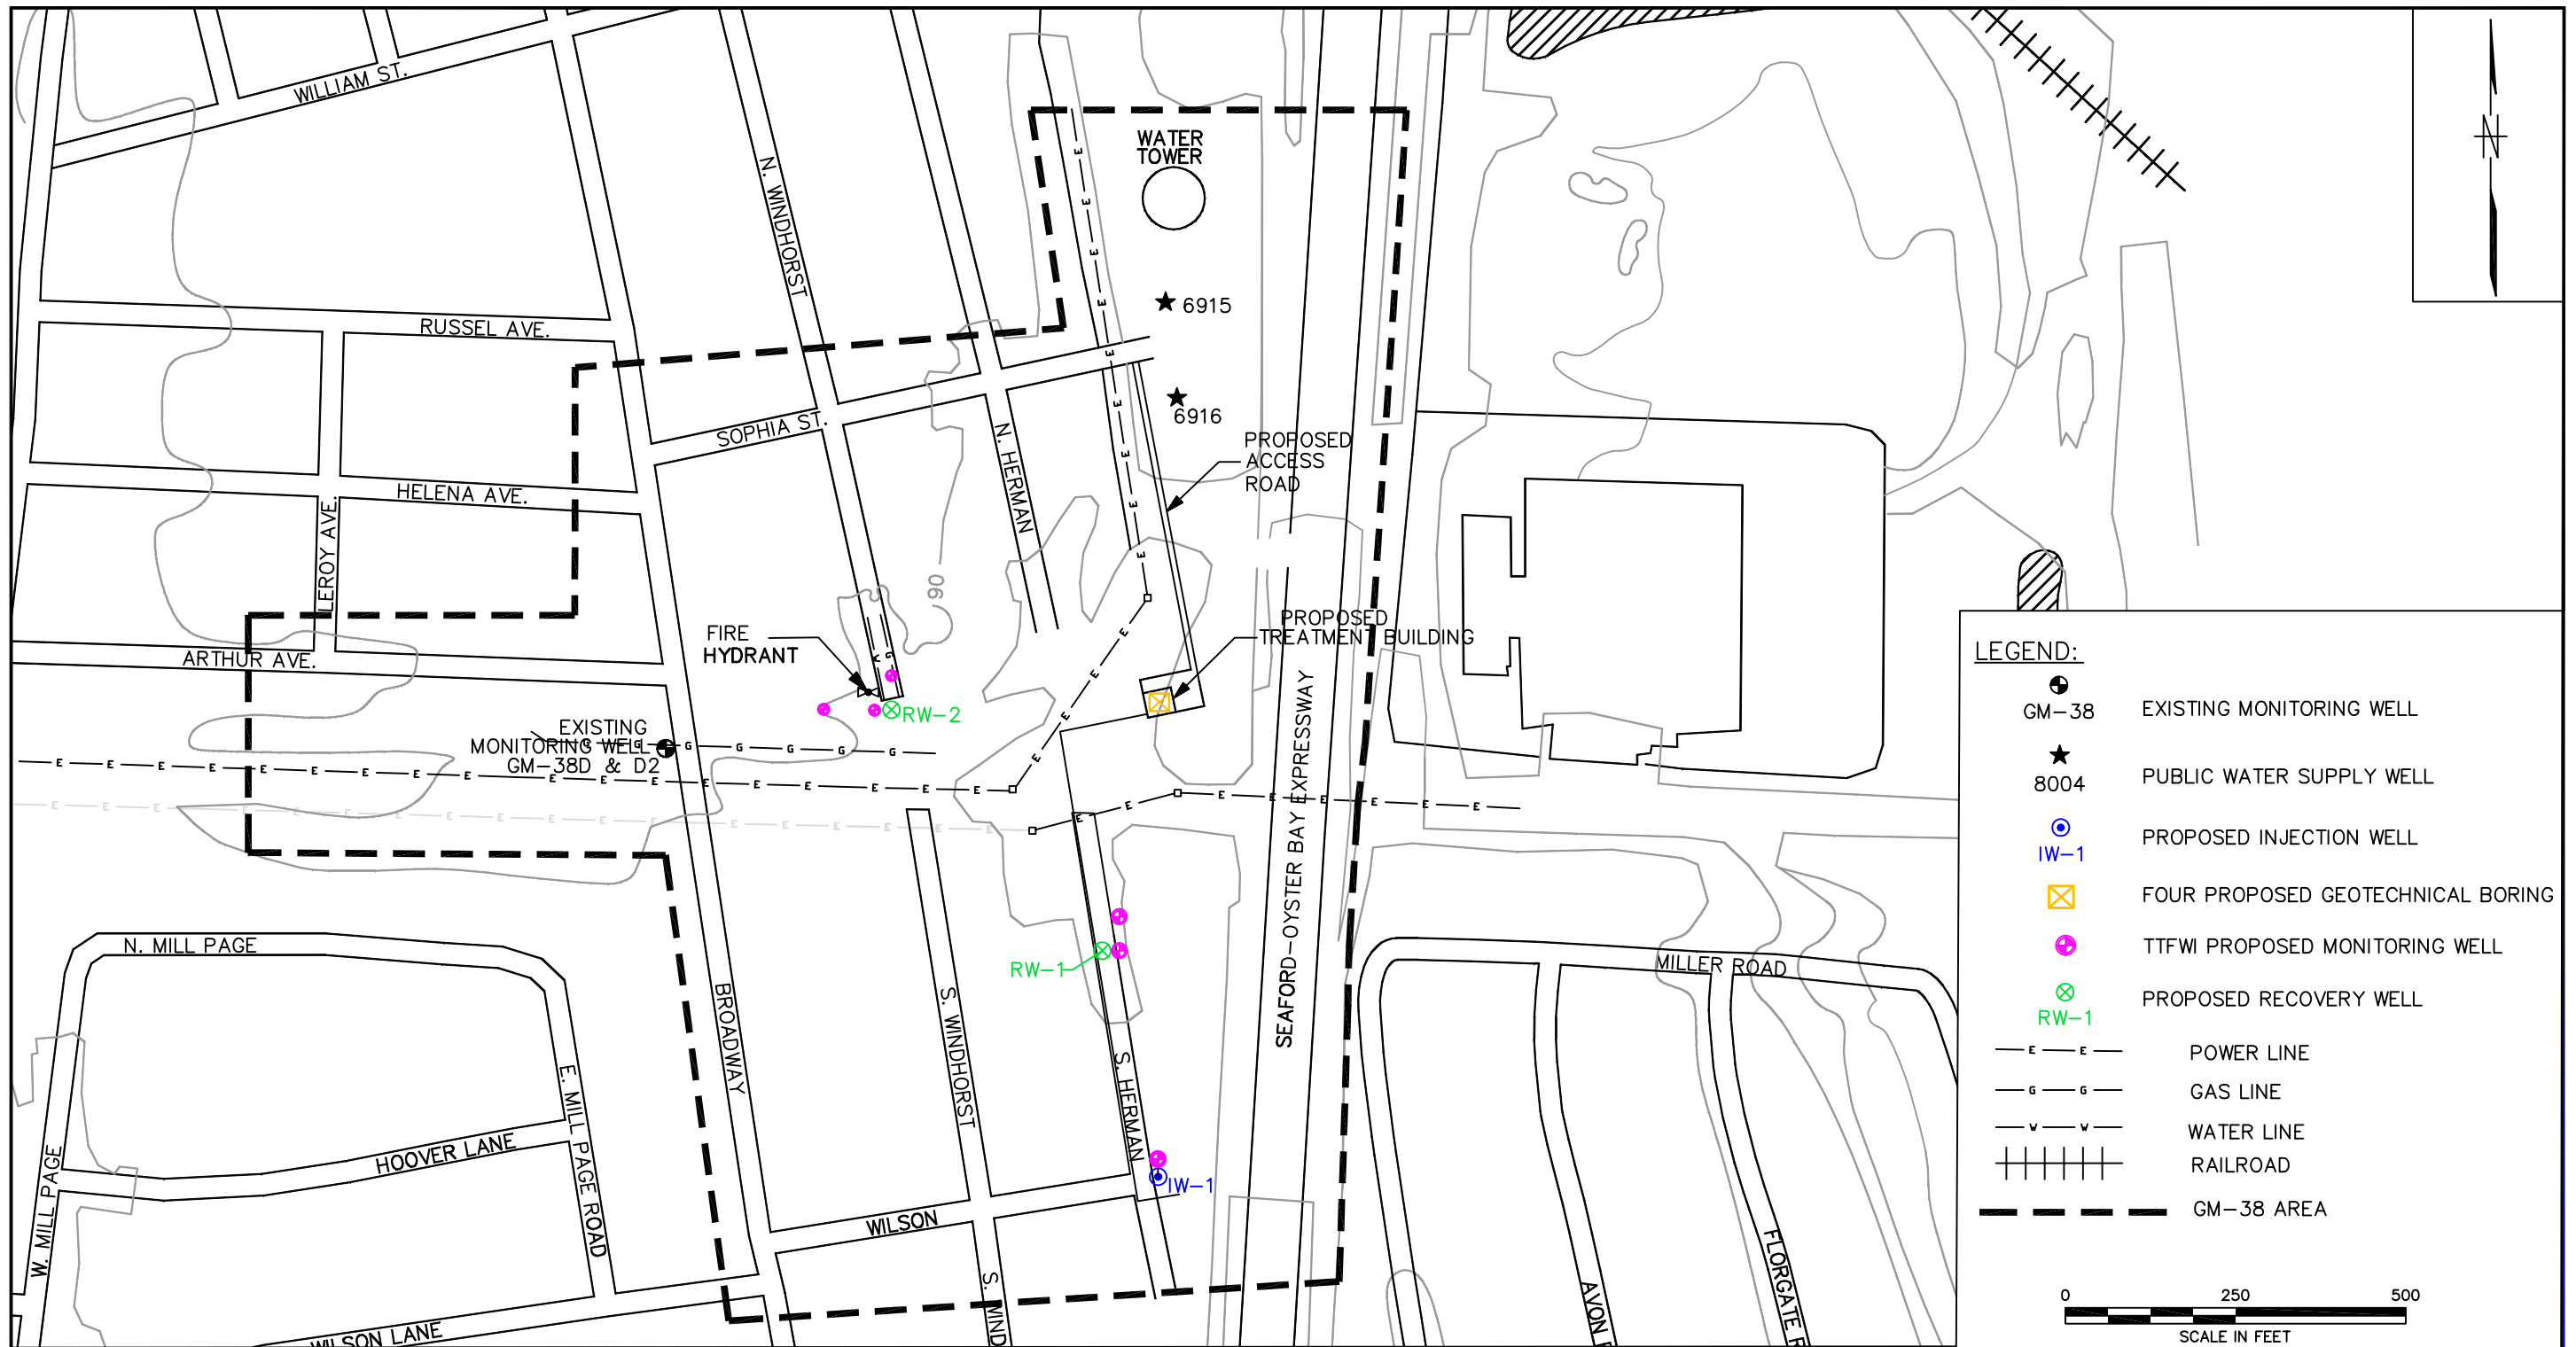 WILLIAM ST.
N. WINDHORST
WATER
TOWER
N
6915
RUSSEL AVE.
6916
SOPHIA ST.
N. HERMAN
PROPOSED
ACCESS
ROAD
HELENA AVE.
LEROY AVE.
90
PROPOSED
TREATMENT BUILDING
FIRE
HYDRANT
ARTHUR AVE.
RW-2
EXISTING
MONITORING WELL
GM-38D & D2
SEAFORD-OYSTER BAY EXPRESSWAY
N. MILL PAGE
RW-1
MILLER ROAD
BROADWAY
S. WINDHORST
S. HERMAN
E. MILL PAGE ROAD
HOOVER LANE
W. MILL PAGE
IW-1
WILSON
S. WIND
WILSON LANE
AVON
FLORGATE
LEGEND:
GM-38 EXISTING MONITORING WELL
8004 PUBLIC WATER SUPPLY WELL
IW-1 PROPOSED INJECTION WELL
FOUR PROPOSED GEOTECHNICAL BORING
TTFWI PROPOSED MONITORING WELL
RW-1 PROPOSED RECOVERY WELL
E E POWER LINE
G G GAS LINE
W W WATER LINE
RAILROAD
GM-38 AREA
0 250 500
SCALE IN FEET